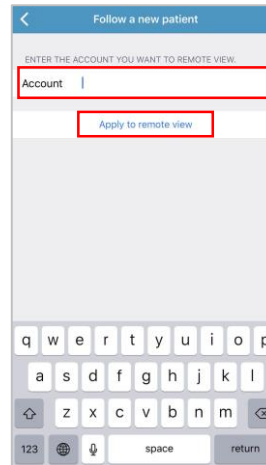 Follow a new patient
ENTER THE ACCOUNT YOU WANT TO REMOTE VIEW.
Account
Apply to remote view
q w e r t y u i o p
a s d f g h j k l
z x c v b n m
123 space return